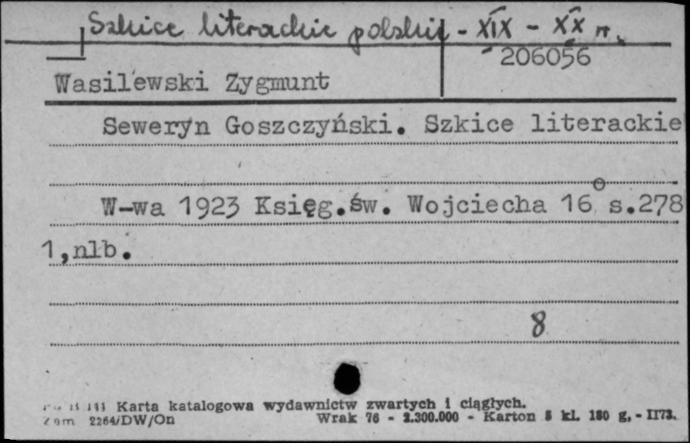 Szkice literackie polskie - XIX - XX w.
206056
Wasilewski Zygmunt
Seweryn Goszczyński. Szkice literackie
W-wa 1923 Księg.św. Wojciecha 16° s.278
1,nlb.
8
Karta katalogowa wydawnictw zwartych i ciągłych.
2264/DW/On Wrak 76 - 2.300.000 - Karton 8 kl. 180 g. - II73.